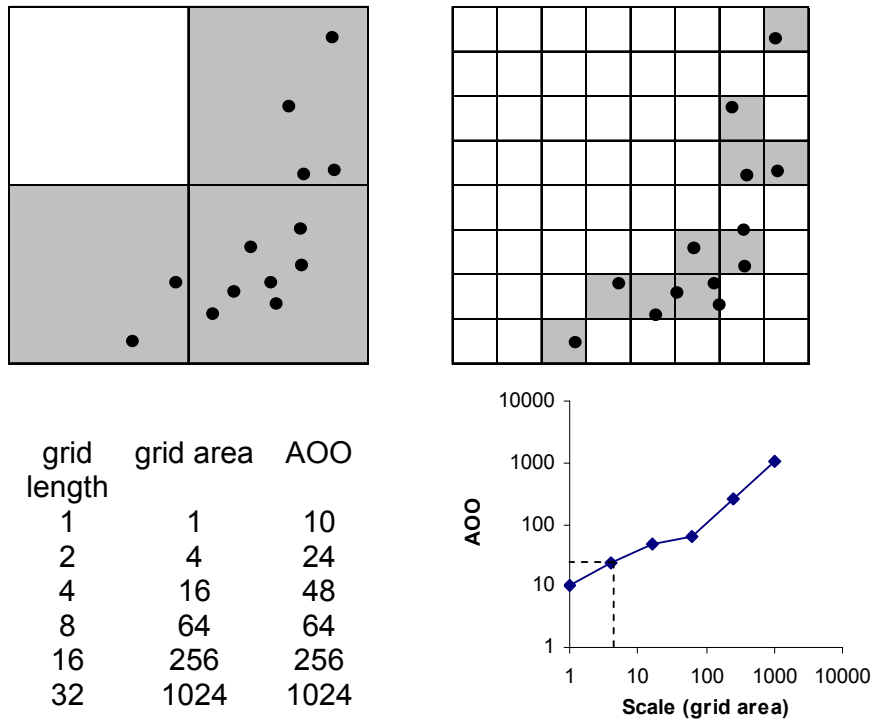 grid length grid area AOO
1 1 10
2 4 24
4 16 48
8 64 64
16 256 256
32 1024 1024
10000
1000
100
10
1
AOO
1 10 100 1000 10000
Scale (grid area)